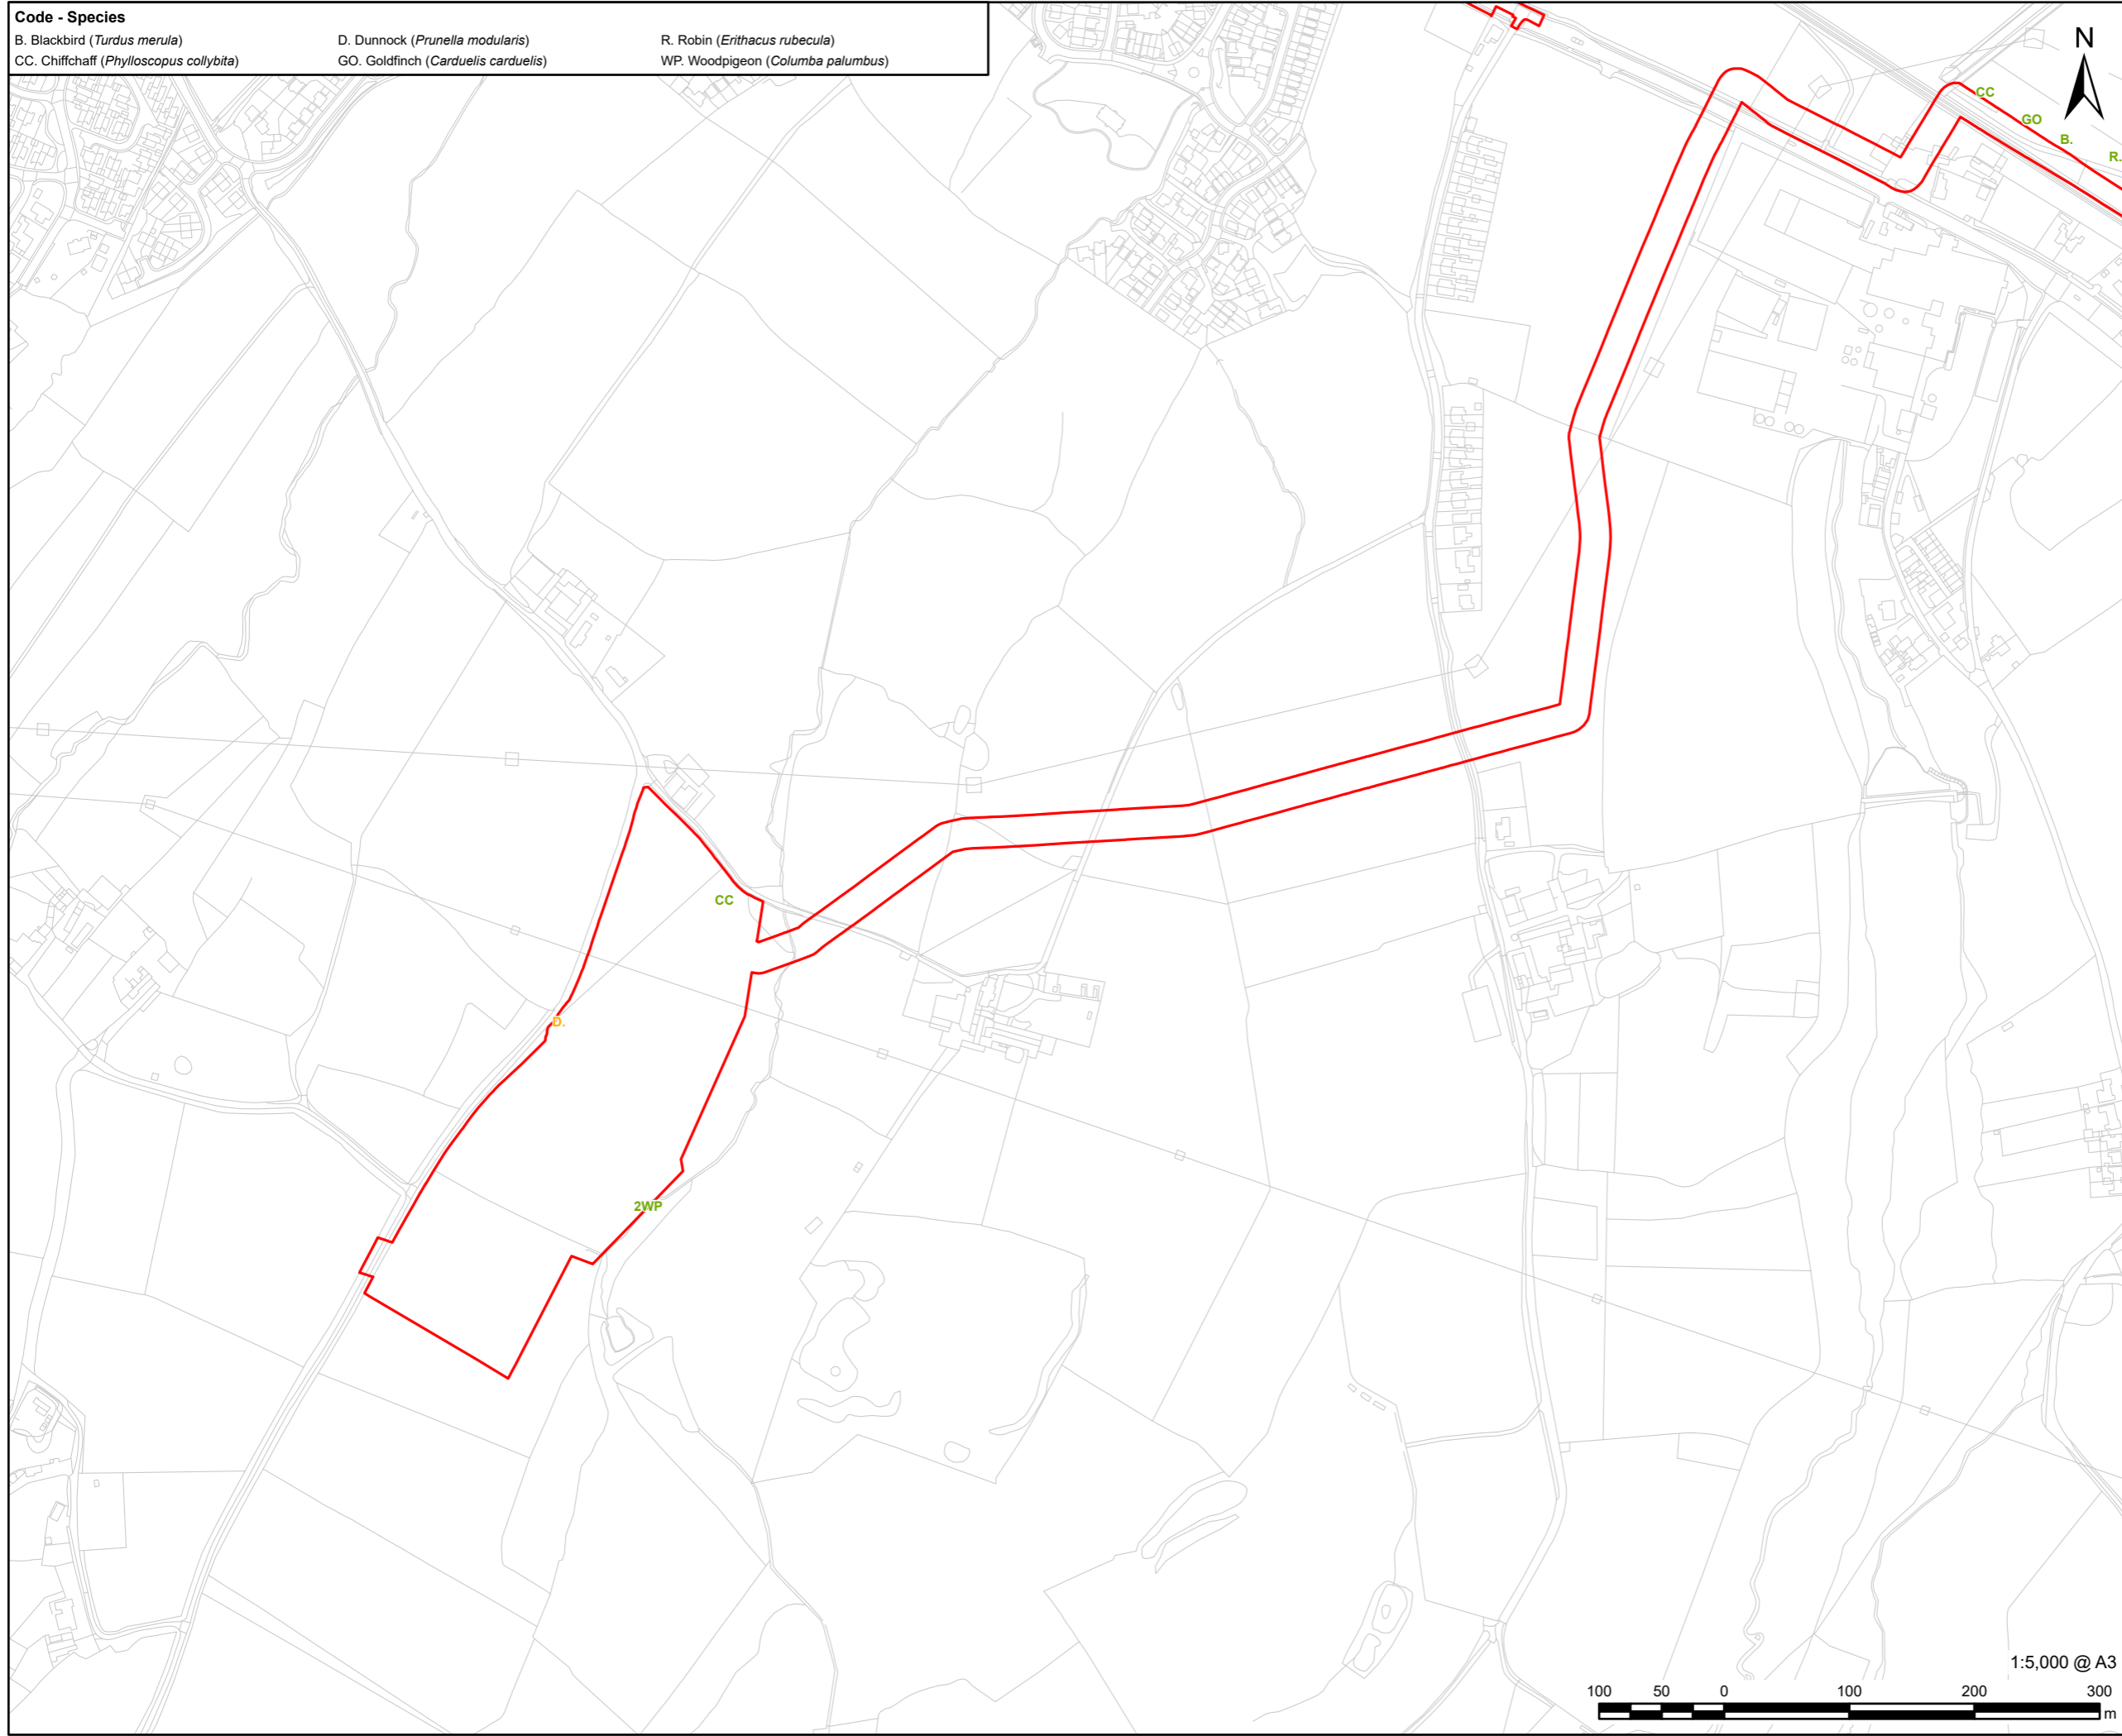 Code - Species
B. Blackbird (Turdus merula) D. Dunnock (Prunella modularis) R. Robin (Erithacus rubecula)
CC. Chiffchaff (Phylloscopus collybita) GO. Goldfinch (Carduelis carduelis) WP. Woodpigeon (Columba palumbus)
N
CC
GO
B.
R.
CC
D.
2WP
1:5,000 @ A3
100 50 0 100 200 300
m